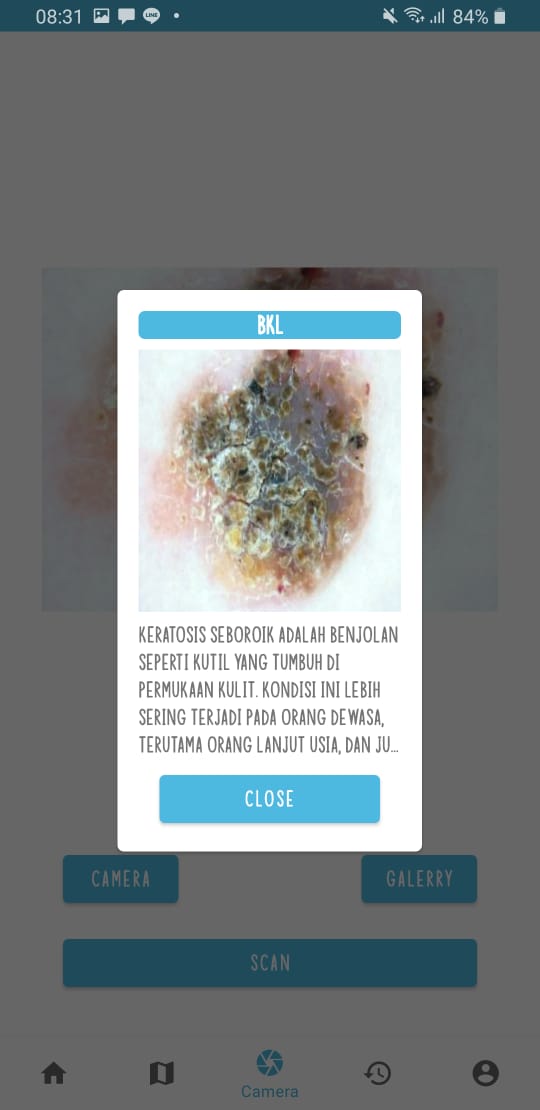 08:31
LINE
84%
BKL
KERATOSIS SEBOROIK ADALAH BENJOLAN
SEPERTI KUTIL YANG TUMBUH DI
PERMUKAAN KULIT. KONDISI INI LEBIH
SERING TERJADI PADA ORANG DEWASA,
TERUTAMA ORANG LANJUT USIA, DAN JU...
CLOSE
CAMERA
GALERRY
SCAN
Camera